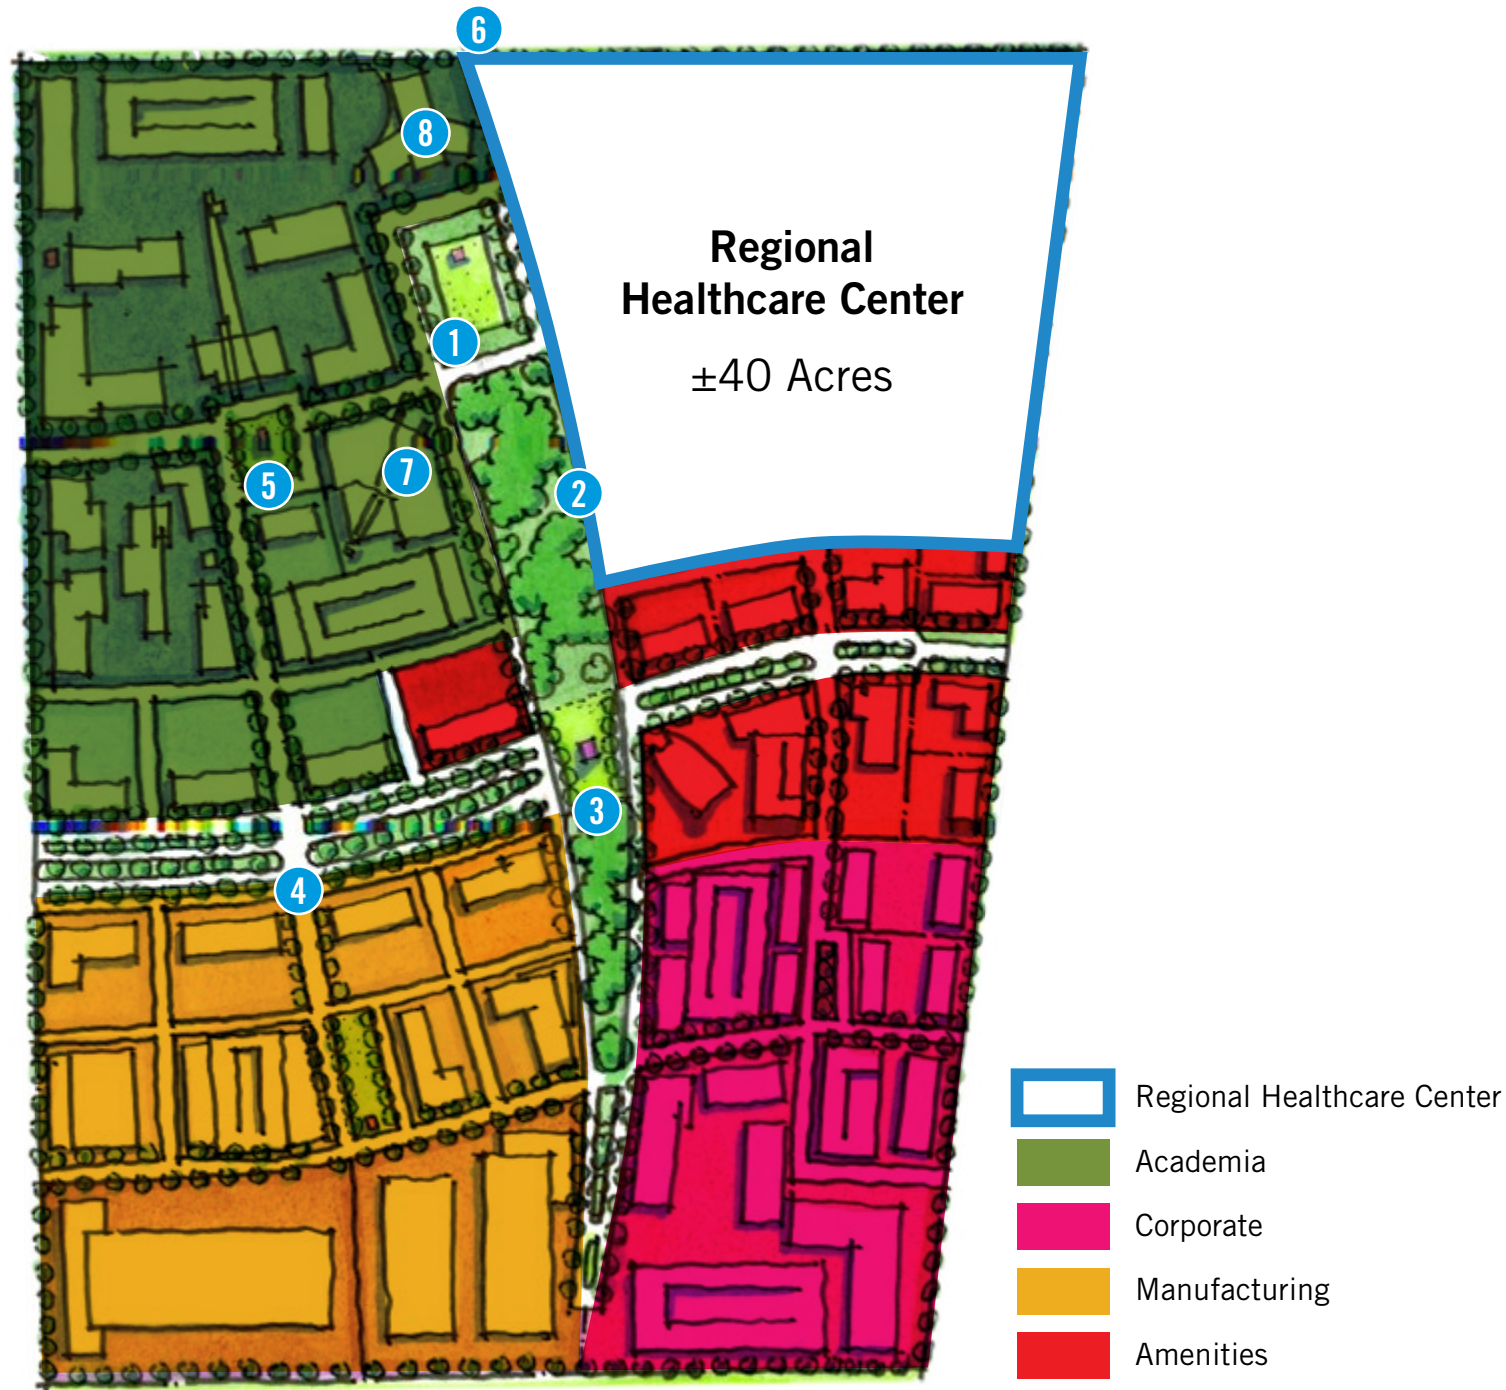 6
8
Regional
Healthcare Center
±40 Acres
1
7
5
2
3
4
Regional Healthcare Center
Academia
Corporate
Manufacturing
Amenities